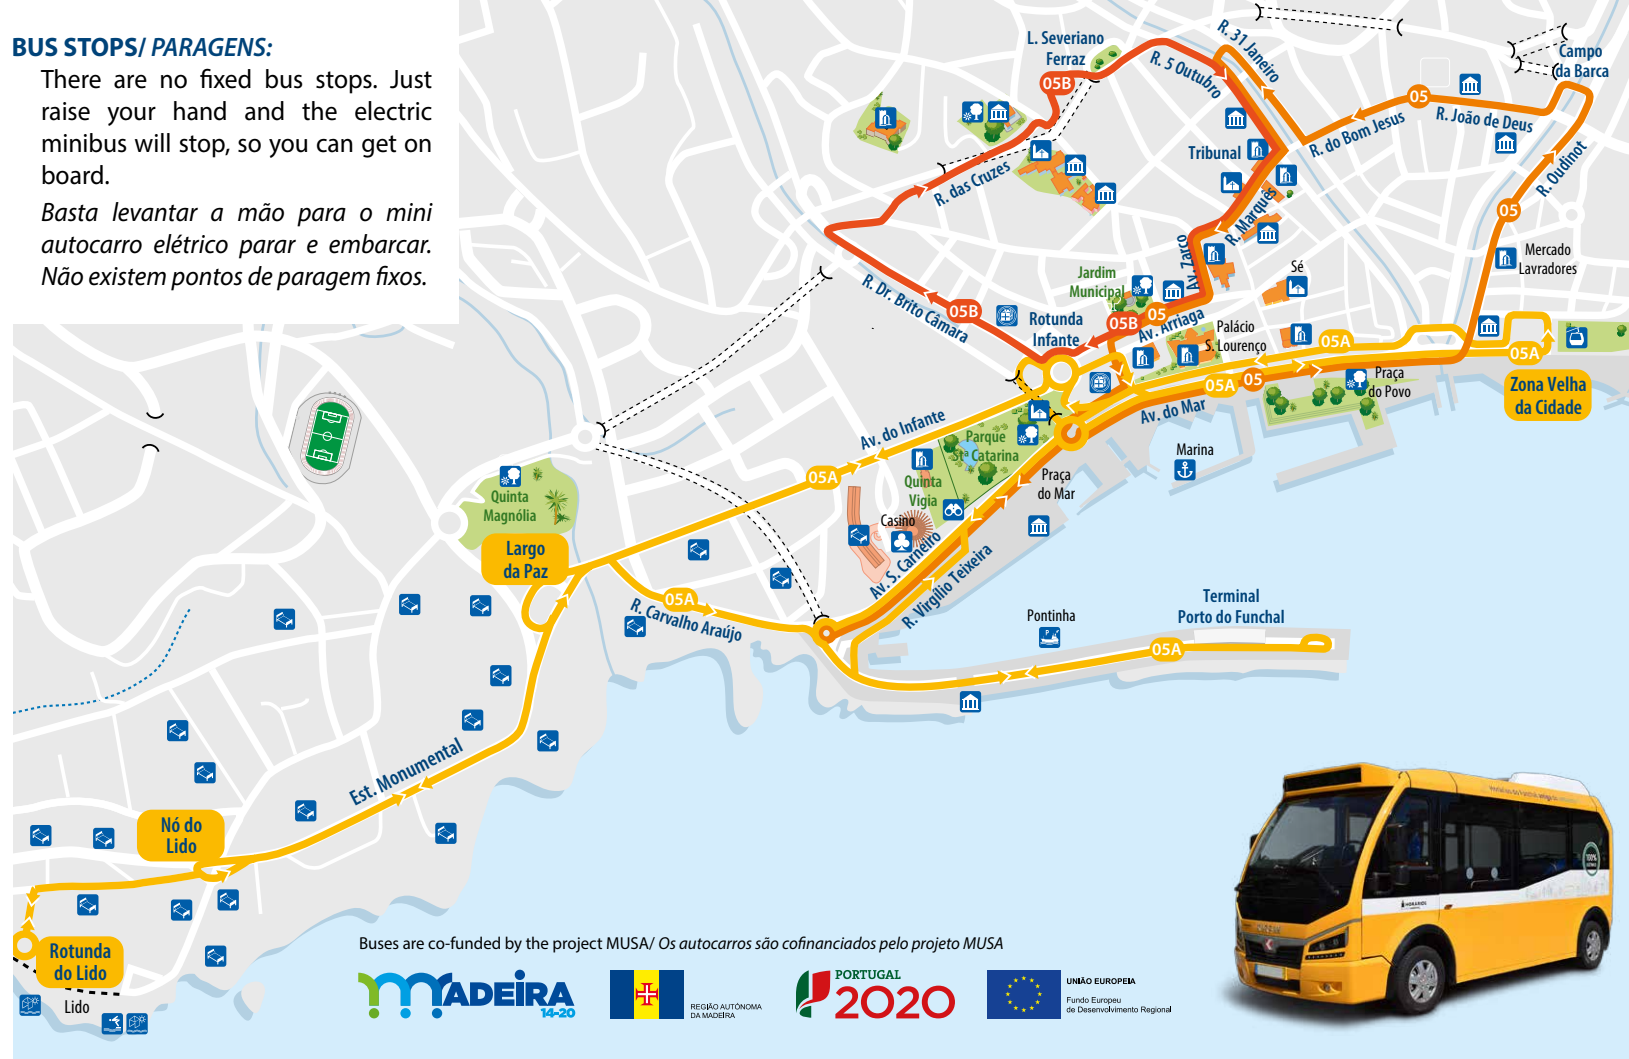 BUS STOPS/ PARAGENS:
There are no fixed bus stops. Just
raise your hand and the electric
minibus will stop, so you can get on
board.
Basta levantar a mão para o mini
autocarro elétrico parar e embarcar.
Não existem pontos de paragem fixos.
L. Severiano
Ferraz
05B
R. 5 Outubro
R. 31 Janeiro
Campo
da Barca
05
R. do Bom Jesus
R. João de Deus
R. Oudinot
05
Tribunal
R. das Cruzes
R. Marquês
Av. Zarco
Mercado
Lavradores
Sé
Jardim
Municipal
R. Dr. Brito Câmara
05B
Rotunda
Infante
05B
05
Av. Arriaga
Palácio
S. Lourenço
05A
05A
Zona Velha
da Cidade
05A
05
Praça
do Povo
Av. do Mar
Av. do Infante
Parque
Stª Catarina
Marina
Praça
do Mar
05A
Quinta
Vigia
Quinta
Magnólia
Casino
Largo
da Paz
Av. S. Carneiro
R. Virgílio Teixeira
05A
R. Carvalho Araújo
Pontinha
P
Terminal
Porto do Funchal
05A
Est. Monumental
Nó do
Lido
Rotunda
do Lido
Lido
Buses are co-funded by the project MUSA/ Os autocarros são cofinanciados pelo projeto MUSA
MADEIRA
14-20
REGIÃO AUTÓNOMA
DA MADEIRA
PORTUGAL
2020
UNIÃO EUROPEIA
Fundo Europeu
de Desenvolvimento Regional
100%
HORÁRIOS